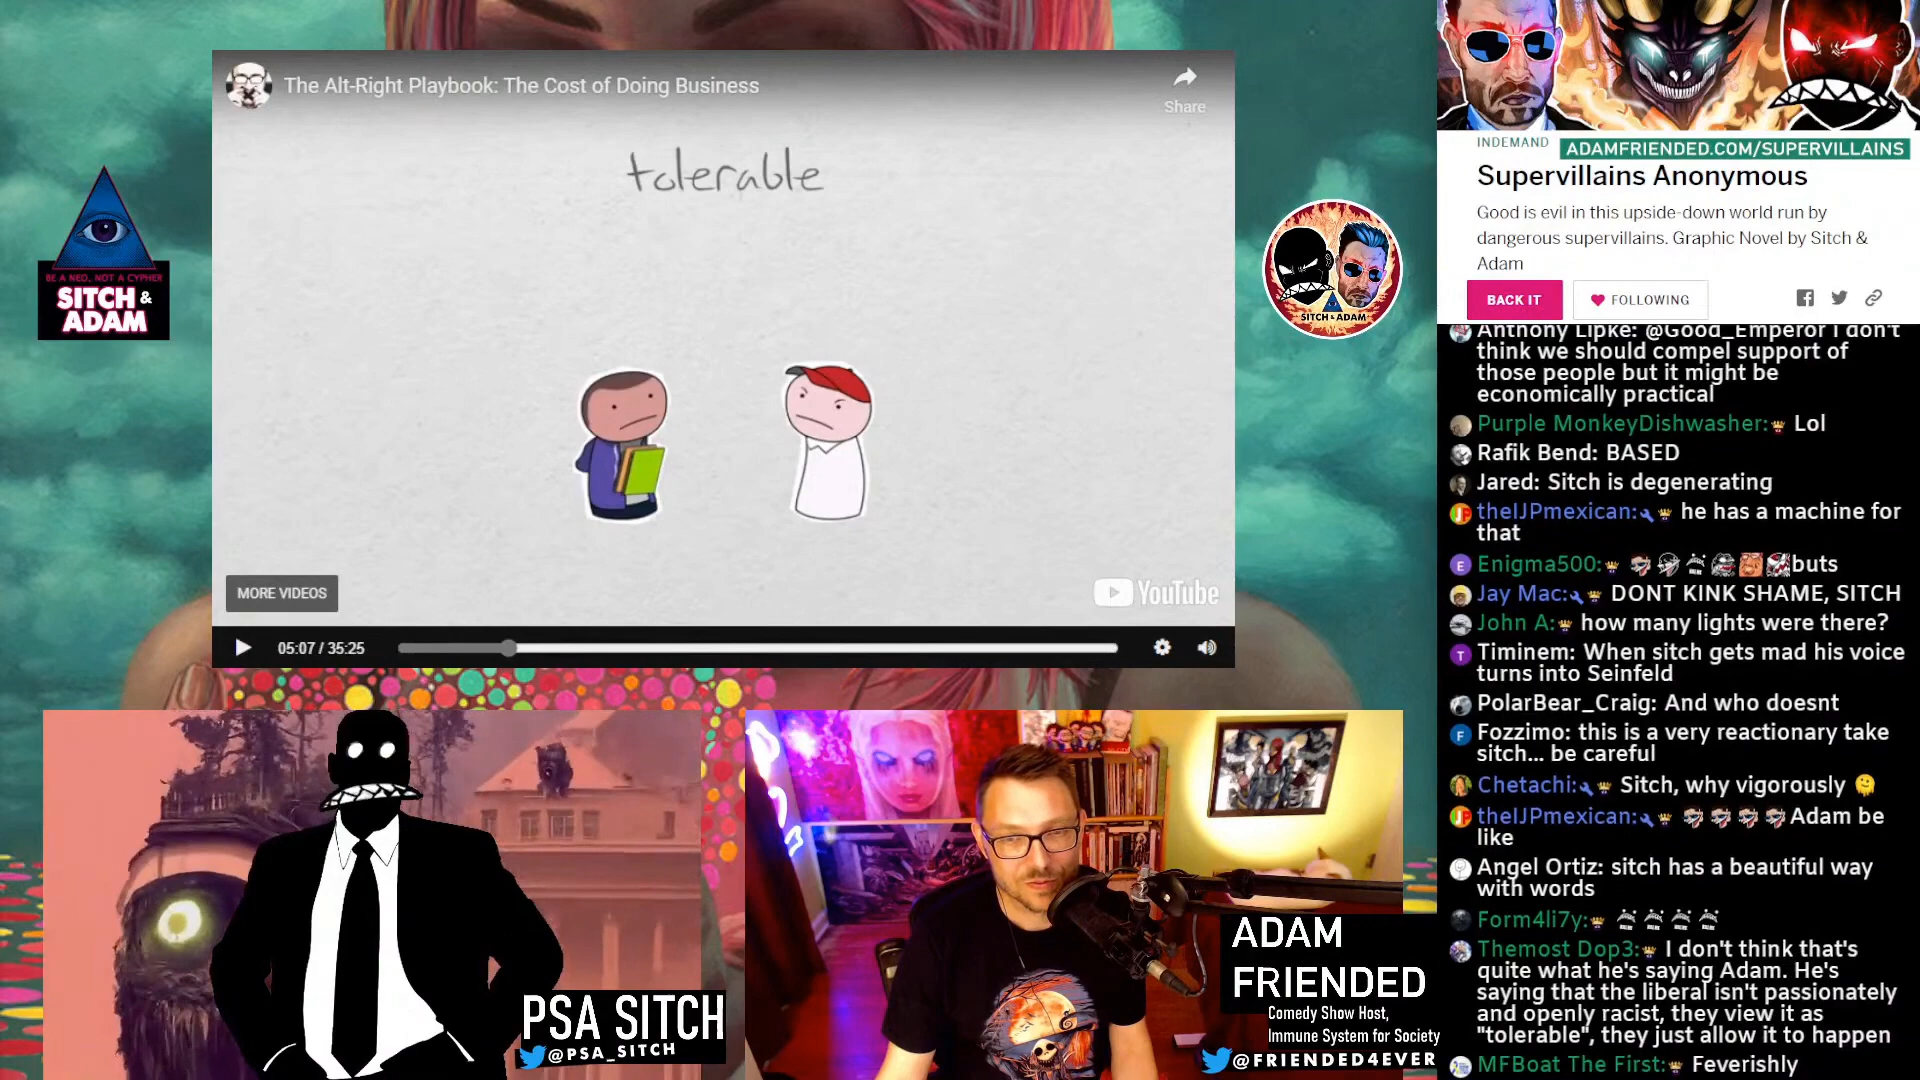 The Alt-Right Playbook: The Cost of Doing Business
Share
tolerable
MORE VIDEOS
YouTube
05:07 / 35:25
BE A NEO, NOT A CYPHER
SITCH &
ADAM
SITCH & ADAM
INDEMAND
ADAMFRIENDED.COM/SUPERVILLAINS
Supervillains Anonymous
Good is evil in this upside-down world run by
dangerous supervillains. Graphic Novel by Sitch &
Adam
BACK IT
FOLLOWING
Anthony Lipke: @Good_Emperor I don't
think we should compel support of
those people but it might be
economically practical
Purple MonkeyDishwasher: Lol
Rafik Bend: BASED
Jared: Sitch is degenerating
theIJPmexican: he has a machine for
that
Enigma500: buts
Jay Mac: DONT KINK SHAME, SITCH
John A: how many lights were there?
Timinem: When sitch gets mad his voice
turns into Seinfeld
PolarBear_Craig: And who doesnt
Fozzimo: this is a very reactionary take
sitch... be careful
Chetachi: Sitch, why vigorously
theIJPmexican: Adam be
like
Angel Ortiz: sitch has a beautiful way
with words
Form4li7y:
Themost Dop3: I don't think that's
quite what he's saying Adam. He's
saying that the liberal isn't passionately
and openly racist, they view it as
"tolerable", they just allow it to happen
MFBoat The First: Feverishly
PSA SITCH
@PSA_SITCH
ADAM
FRIENDED
Comedy Show Host,
Immune System for Society
@FRIENDED4EVER